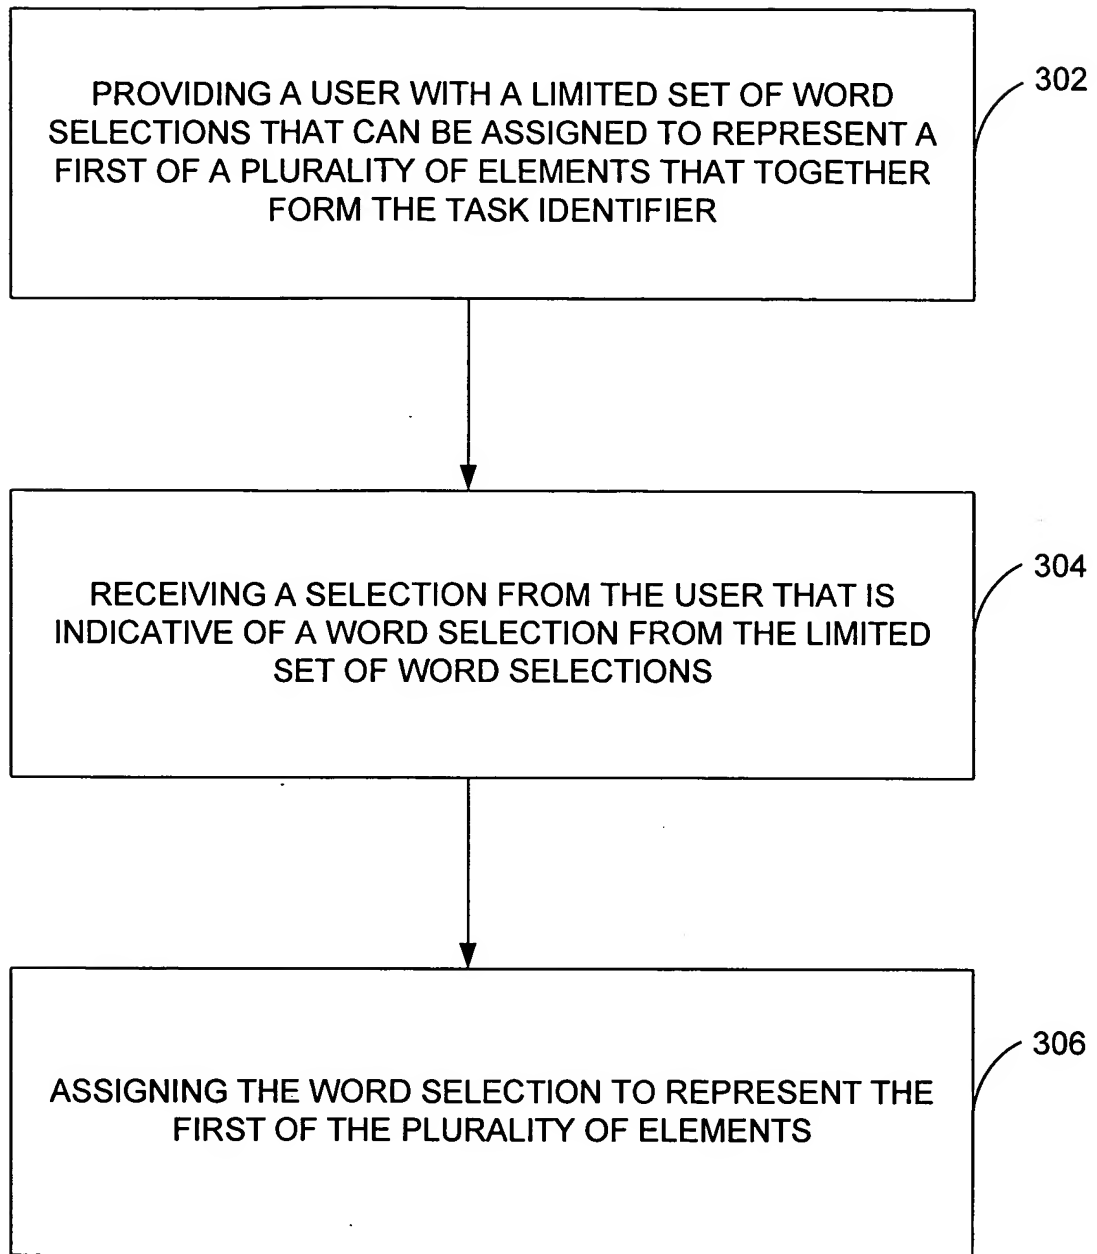 PROVIDING A USER WITH A LIMITED SET OF WORD
SELECTIONS THAT CAN BE ASSIGNED TO REPRESENT A
FIRST OF A PLURALITY OF ELEMENTS THAT TOGETHER
FORM THE TASK IDENTIFIER
302
RECEIVING A SELECTION FROM THE USER THAT IS
INDICATIVE OF A WORD SELECTION FROM THE LIMITED
SET OF WORD SELECTIONS
304
ASSIGNING THE WORD SELECTION TO REPRESENT THE
FIRST OF THE PLURALITY OF ELEMENTS
306